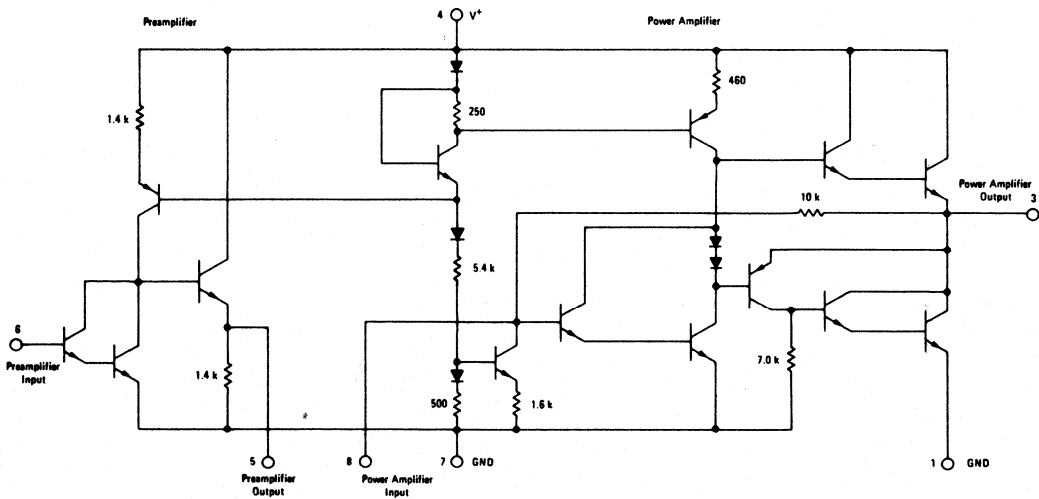 Preamplifier
4
V+
Power Amplifier
1.4 k
250
460
10 k
Power Amplifier
Output
3
5.4 k
6
Preamplifier
Input
1.4 k
500
1.6 k
7.0 k
5
Preamplifier
Output
8
Power Amplifier
Input
7
GND
1
GND